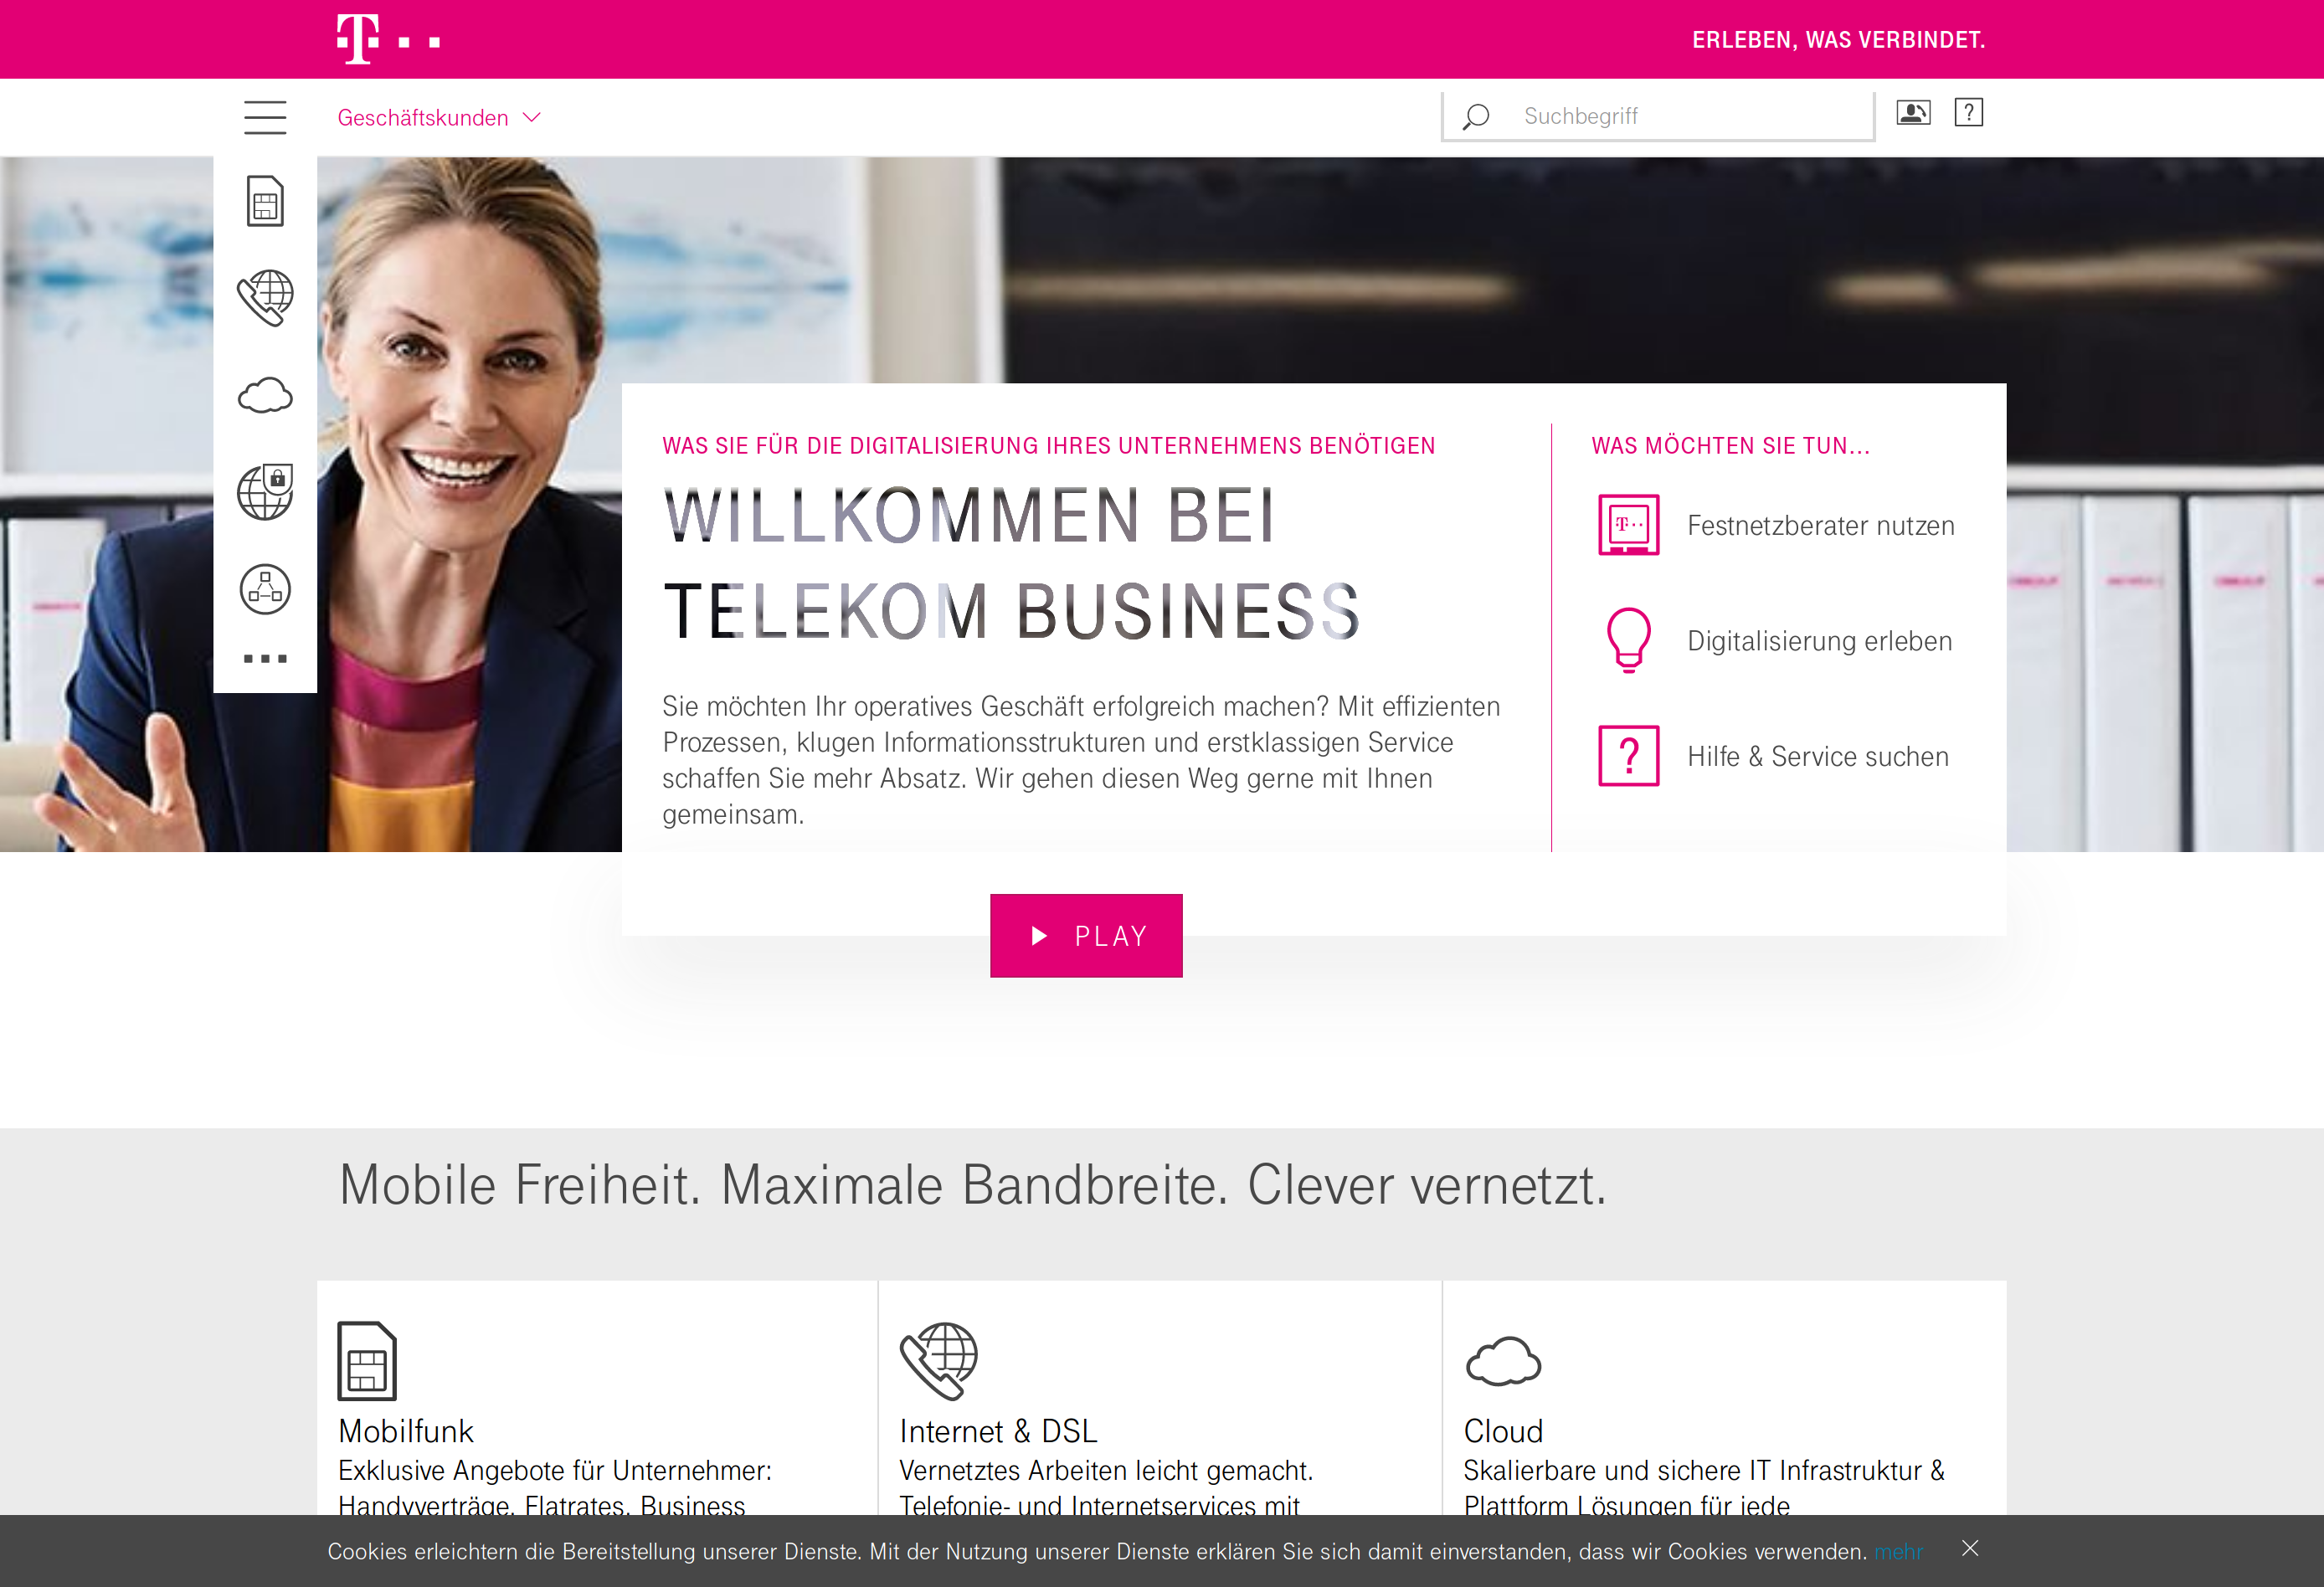 T
ERLEBEN, WAS VERBINDET.
Geschäftskunden
Suchbegriff
?
WAS SIE FÜR DIE DIGITALISIERUNG IHRES UNTERNEHMENS BENÖTIGEN
WILLKOMMEN BEI
TELEKOM BUSINESS
Sie möchten Ihr operatives Geschäft erfolgreich machen? Mit effizienten
Prozessen, klugen Informationsstrukturen und erstklassigen Service
schaffen Sie mehr Absatz. Wir gehen diesen Weg gerne mit Ihnen
gemeinsam.
PLAY
WAS MÖCHTEN SIE TUN...
T
Festnetzberater nutzen
Digitalisierung erleben
?
Hilfe & Service suchen
Mobile Freiheit. Maximale Bandbreite. Clever vernetzt.
Mobilfunk
Exklusive Angebote für Unternehmer:
Handyverträge, Flatrates, Business
Internet & DSL
Vernetztes Arbeiten leicht gemacht.
Telefonie- und Internetservices mit
Cloud
Skalierbare und sichere IT Infrastruktur &
Plattform Lösungen für jede
Cookies erleichtern die Bereitstellung unserer Dienste. Mit der Nutzung unserer Dienste erklären Sie sich damit einverstanden, dass wir Cookies verwenden. mehr